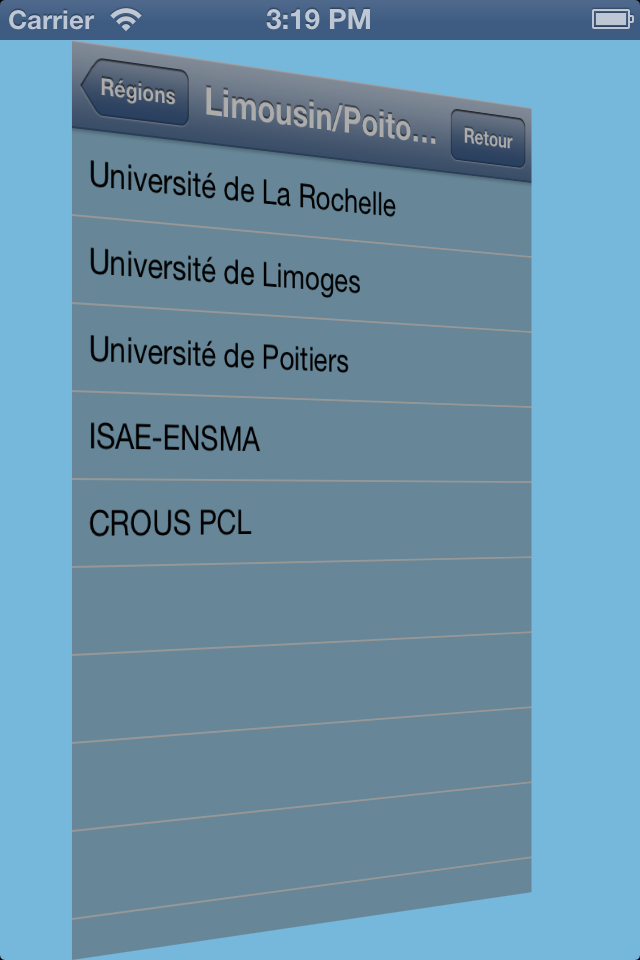 Carrier 3:19 PM
Régions Limousin/Poito... Retour
Université de La Rochelle
Université de Limoges
Université de Poitiers
ISAE-ENSMA
CROUS PCL